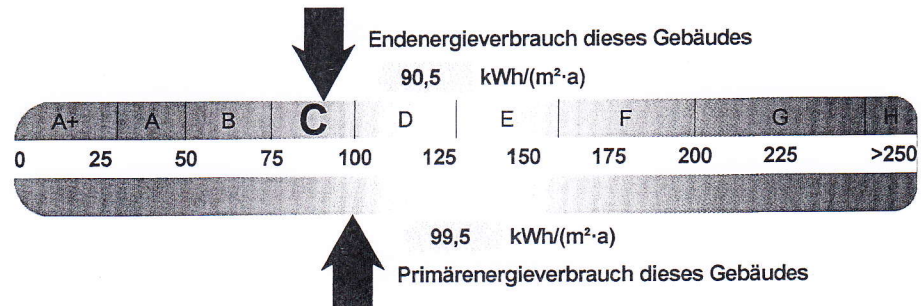 Endenergieverbrauch dieses Gebäudes
90,5 kWh/(m²·a)
A+ A B C D E F G H
0 25 50 75 100 125 150 175 200 225 >250
99,5 kWh/(m²·a)
Primärenergieverbrauch dieses Gebäudes